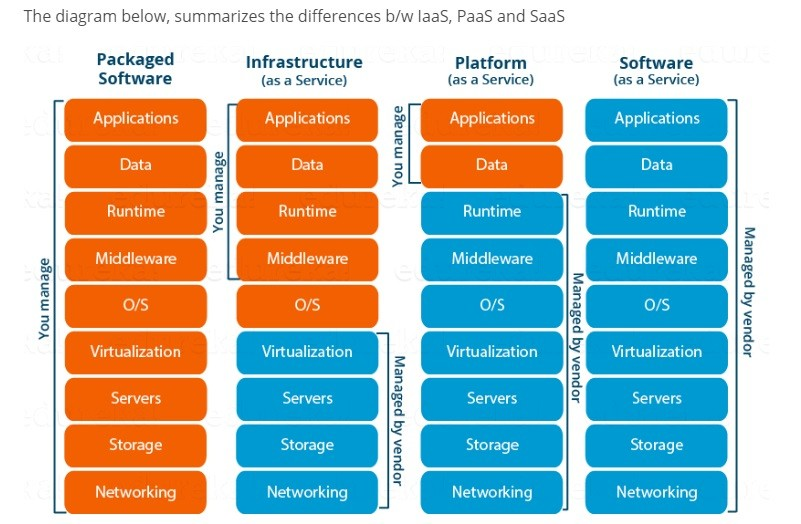 The diagram below, summarizes the differences b/w IaaS, PaaS and SaaS
Packaged
Software
You manage
Applications
Data
Runtime
Middleware
O/S
Virtualization
Servers
Storage
Networking
Infrastructure
(as a Service)
You manage
Applications
Data
Runtime
Middleware
O/S
Virtualization
Servers
Storage
Networking
Managed by vendor
Platform
(as a Service)
You manage
Applications
Data
Runtime
Middleware
O/S
Virtualization
Servers
Storage
Networking
Managed by vendor
Software
(as a Service)
Applications
Data
Runtime
Middleware
O/S
Virtualization
Servers
Storage
Networking
Managed by vendor